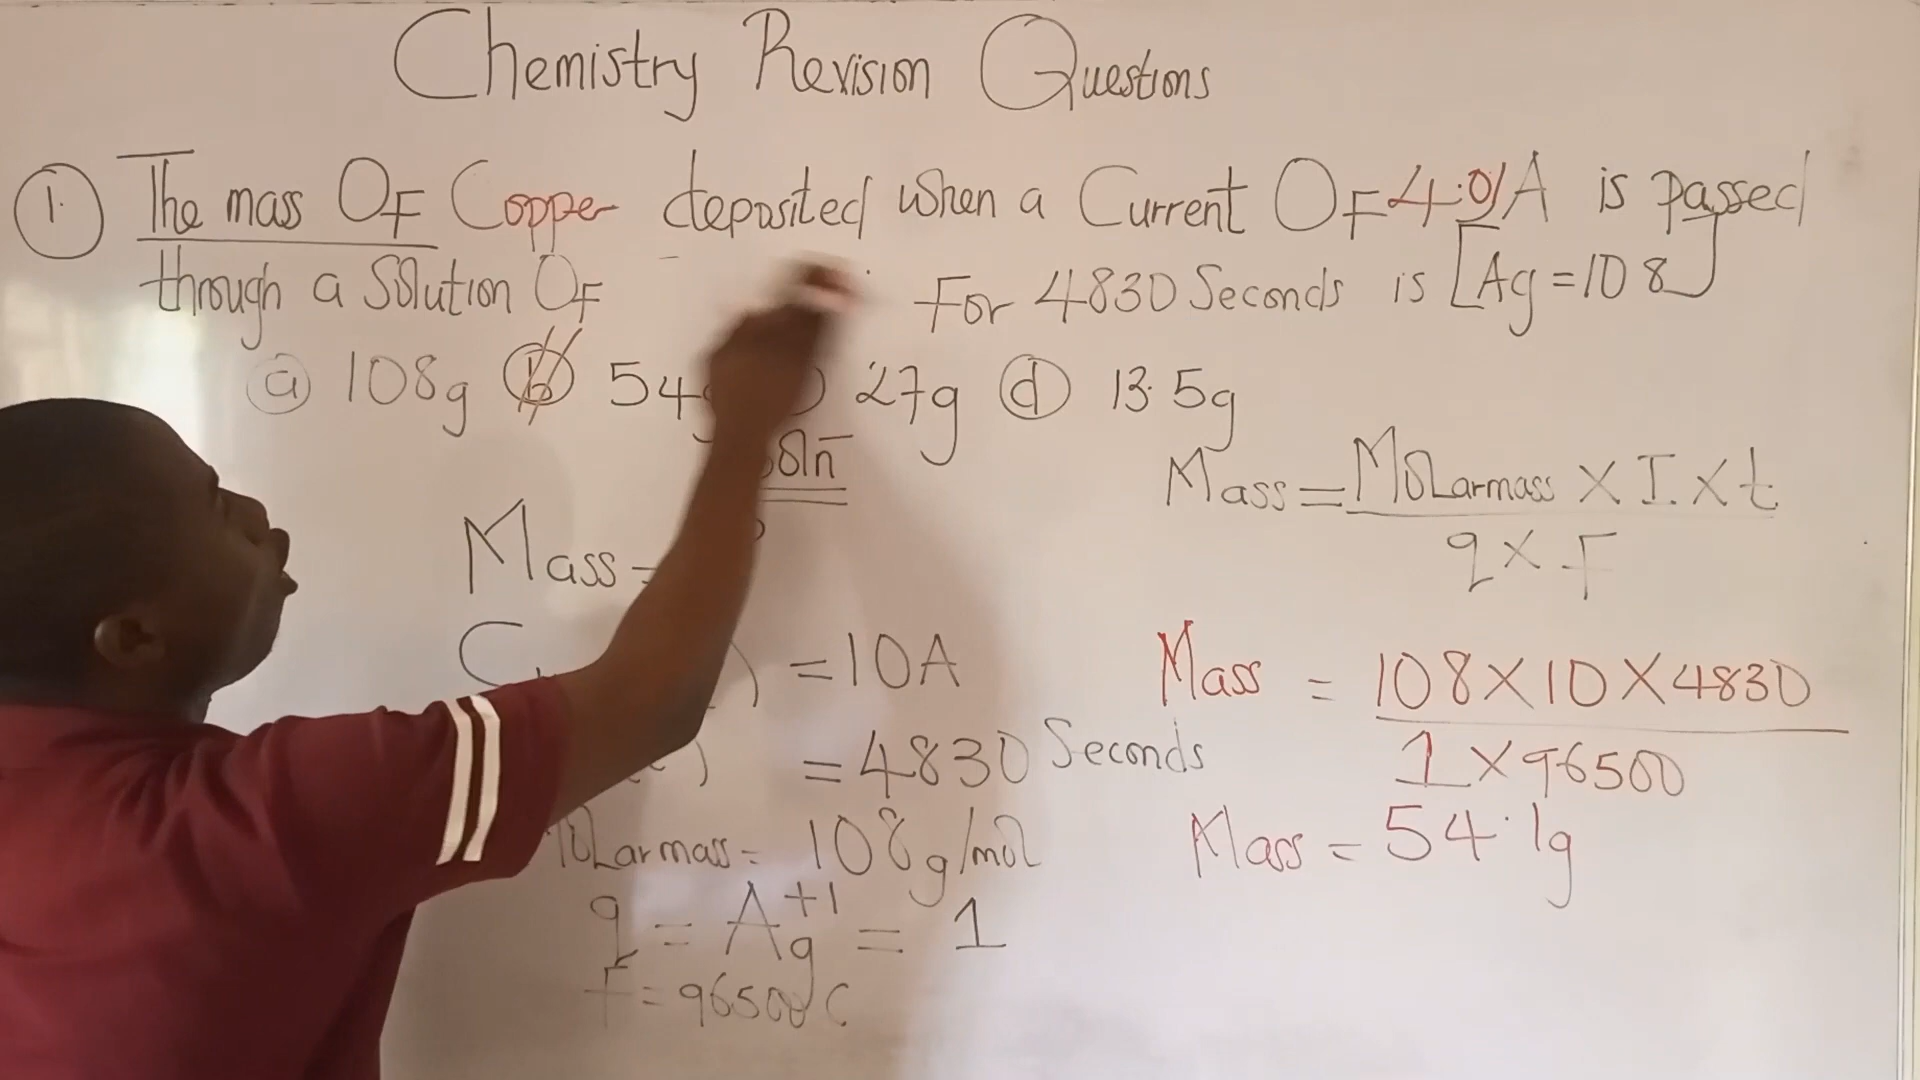 Chemistry Revision Questions
1. The mass OF Copper deposited when a Current OF 4.0A is passed
through a Solution OF For 4830 Seconds is [Ag = 108]
a 108g b 54g 27g d 13.5g
Soln
Mass = Molarmass × I × t
q × F
Mass =
= 10A
Mass = 108 × 10 × 4830
1 × 96500
= 4830 Seconds
Molarmass = 108g/mol
Mass = 54.1g
q = Ag+1 = 1
F = 96500C